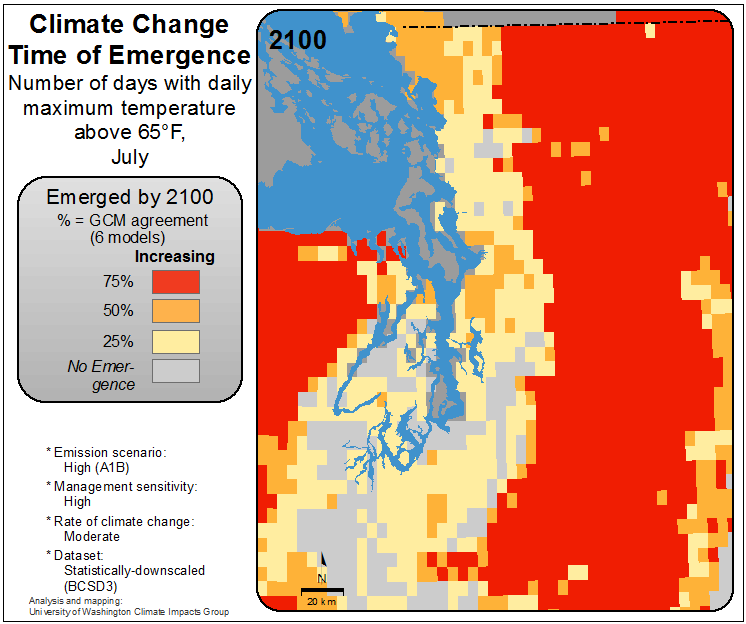 Climate Change
Time of Emergence
Number of days with daily
maximum temperature
above 65°F,
July
Emerged by 2100
% = GCM agreement
(6 models)
Increasing
75%
50%
25%
No Emer-
gence
* Emission scenario:
High (A1B)
* Management sensitivity:
High
* Rate of climate change:
Moderate
* Dataset:
Statistically-downscaled
(BCSD3)
Analysis and mapping:
University of Washington Climate Impacts Group
2100
N
20 km